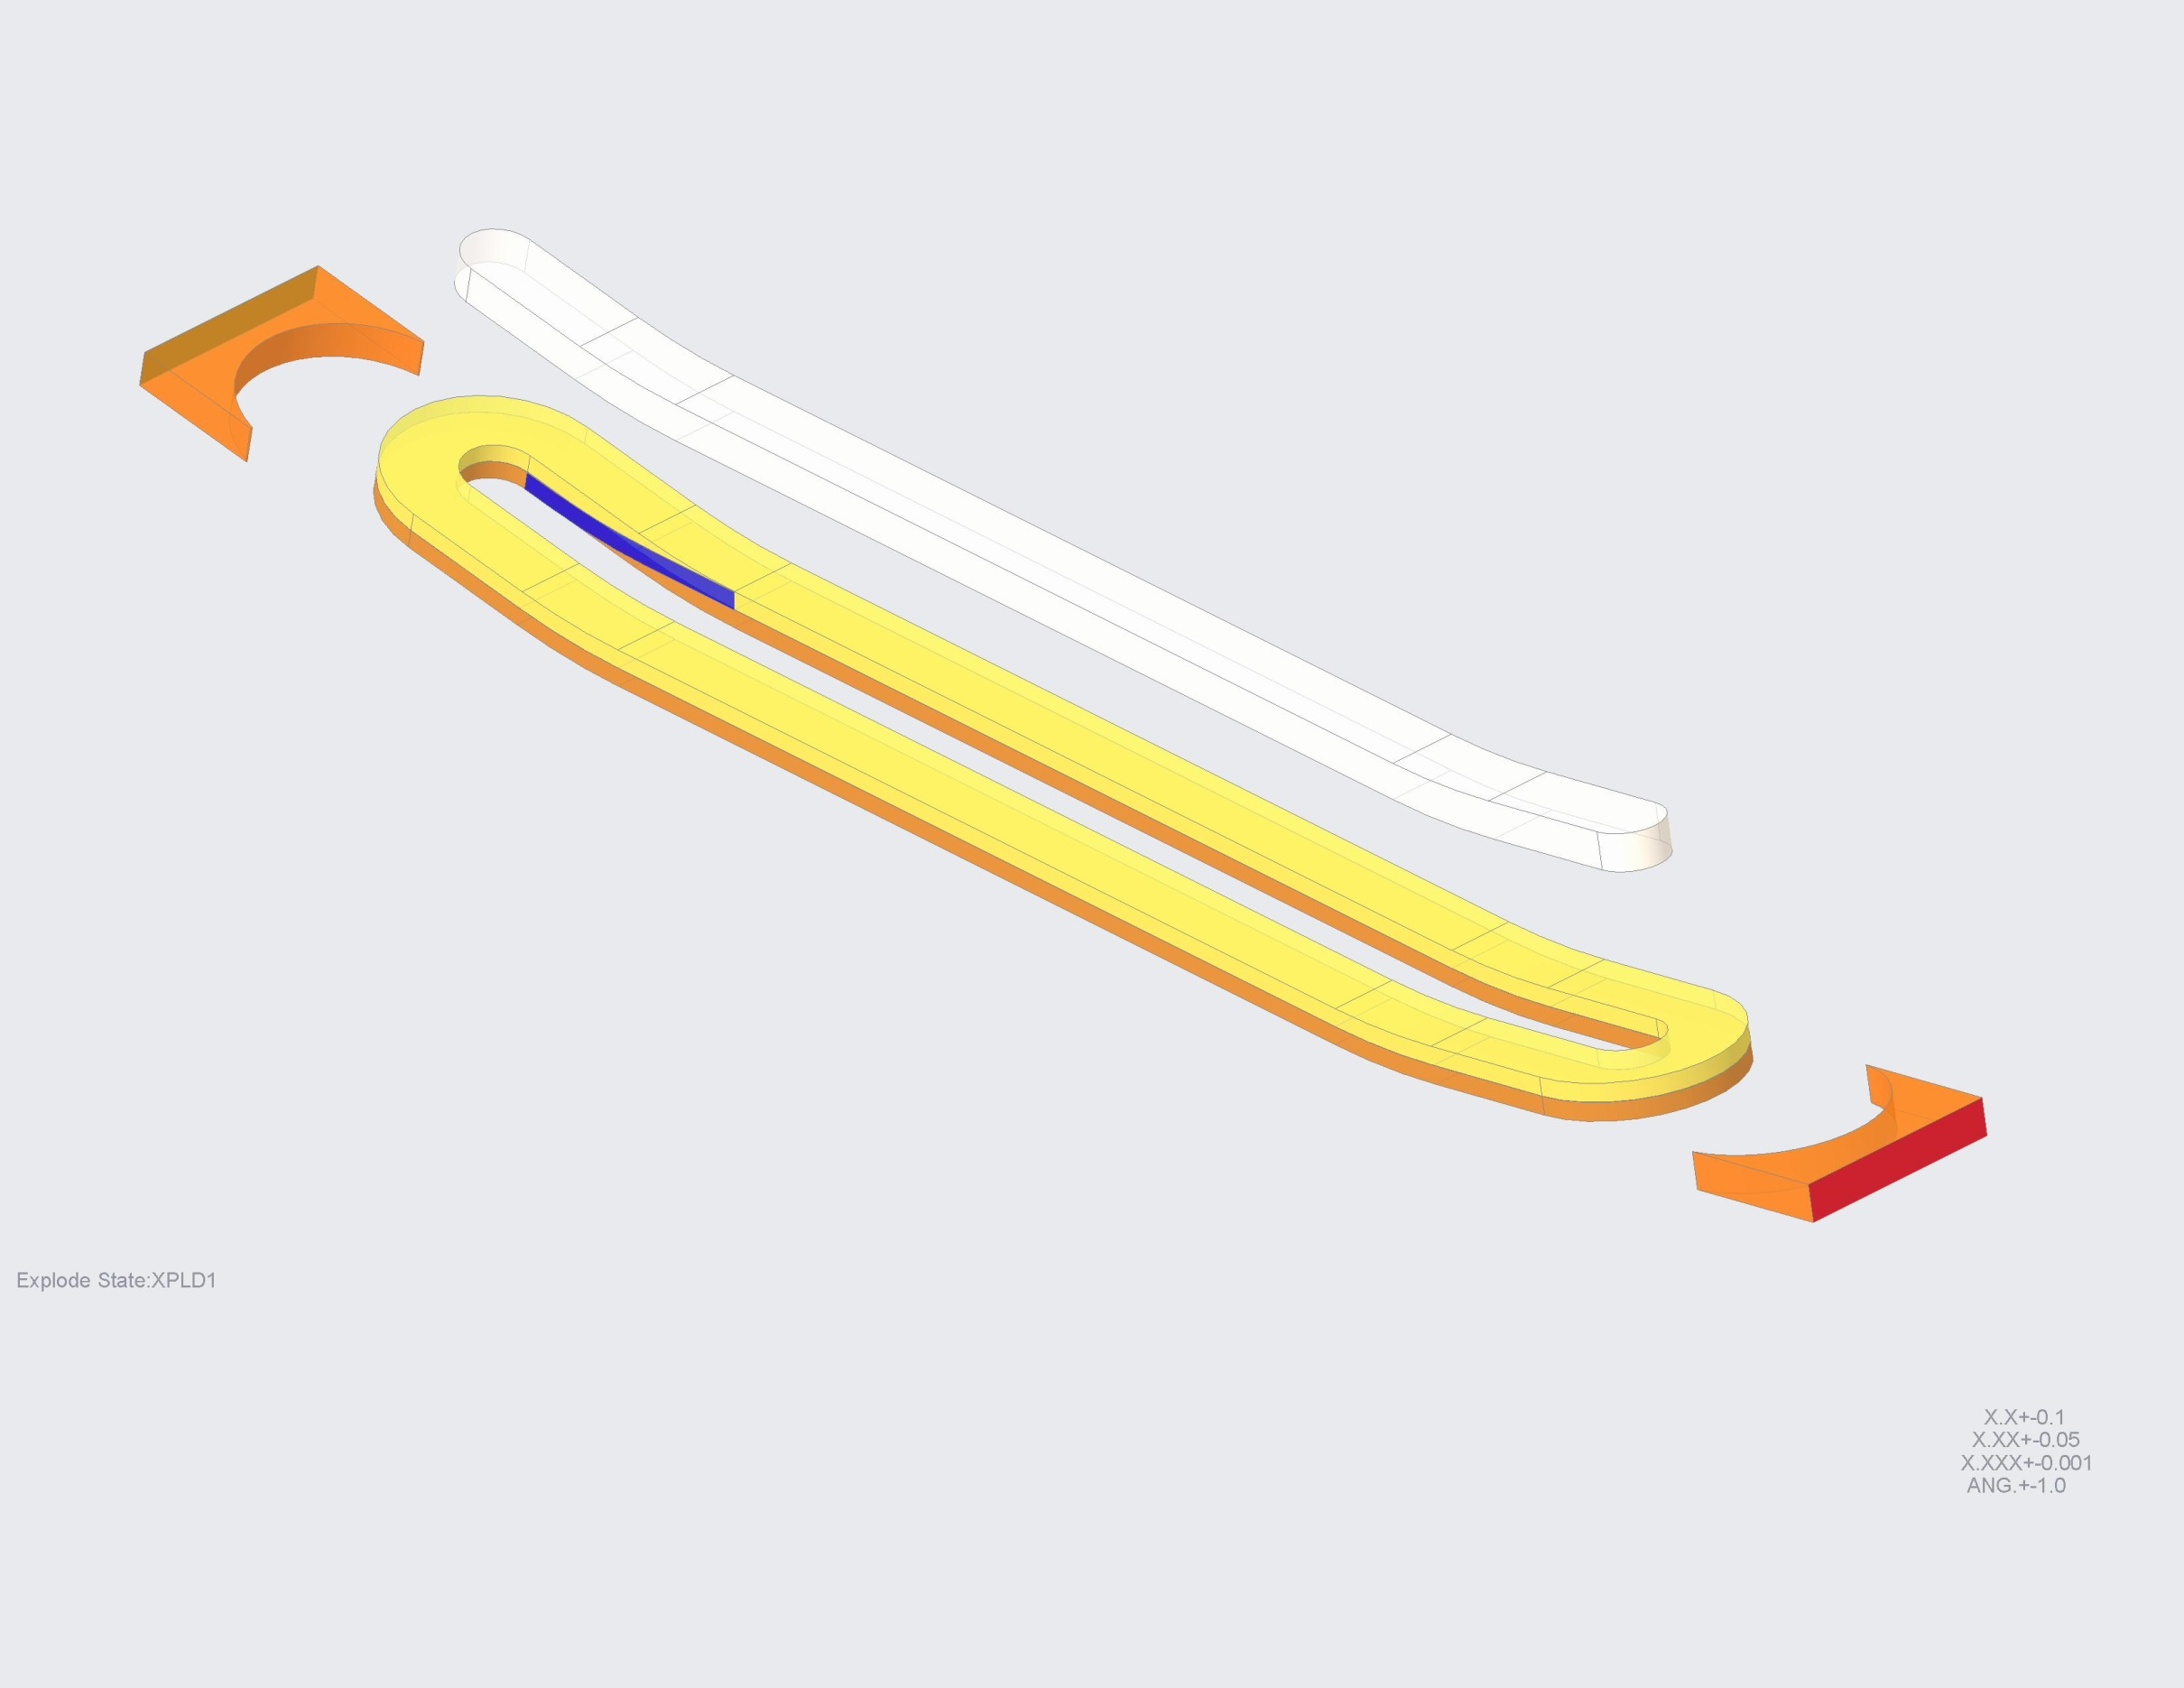 Explode State:XPLD1
X.X+-0.1
X.XX+-0.05
X.XXX+-0.001
ANG.+-1.0